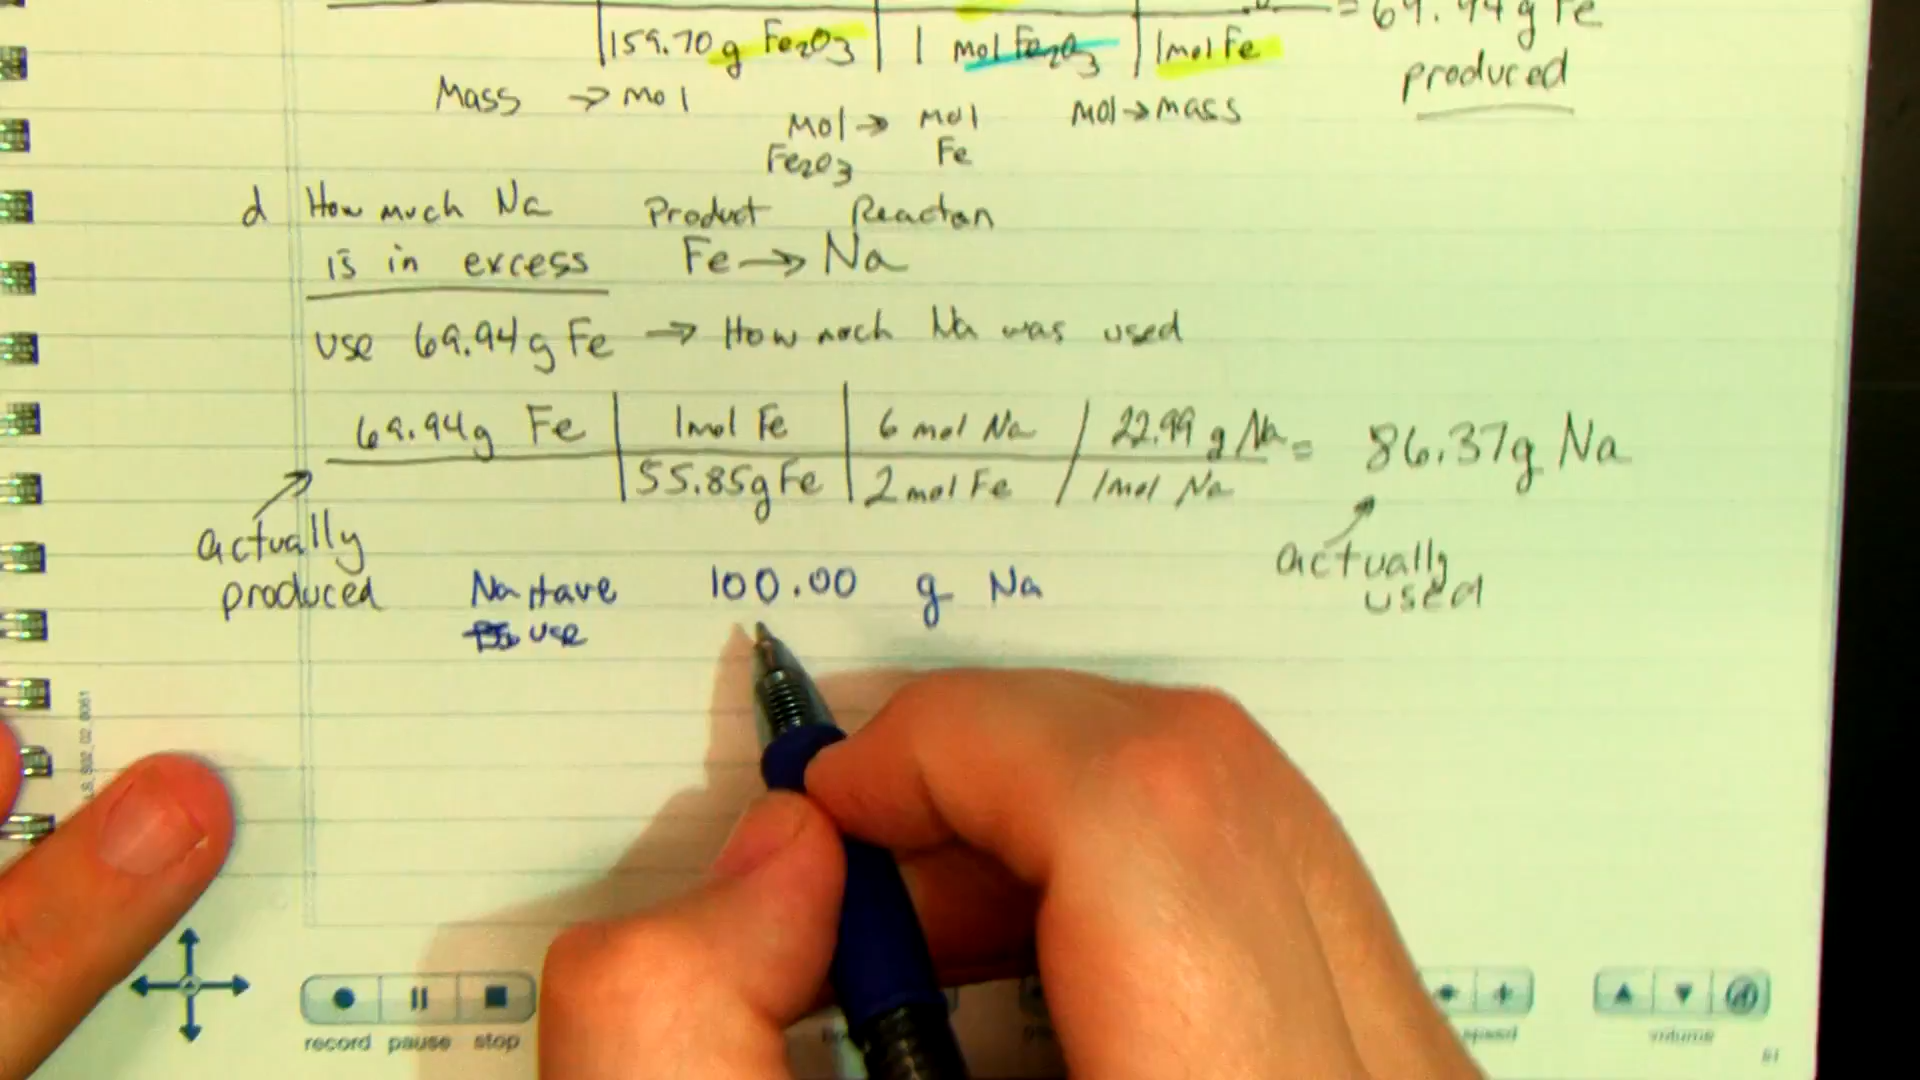 = 69.94 g Fe
159.70 g Fe2O3 | 1 mol Fe2O3 | 1 mol Fe
produced
Mass → mol
Mol → mol
Fe2O3 Fe
mol → mass
d How much Na
is in excess
Product Reactan
Fe → Na
use 69.94 g Fe → How much Na was used
69.94g Fe | 1mol Fe | 6 mol Na / 22.99 g Na = 86.37g Na
55.85g Fe | 2 mol Fe / 1mol Na
actually
produced
actually
used
Na Have 100.00 g Na
use
record pause stop
speed
volume